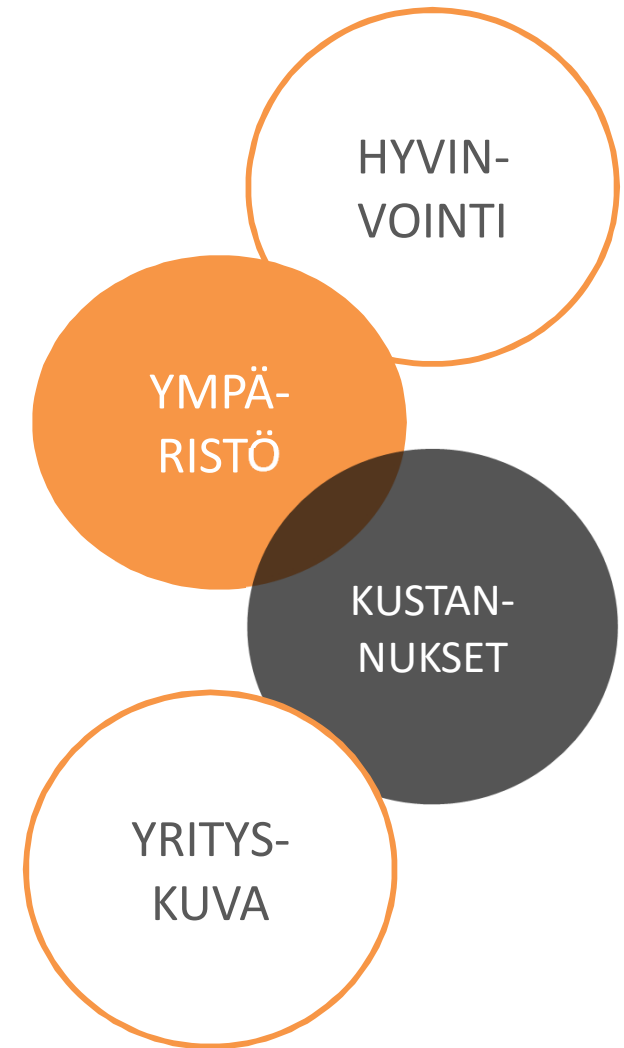 HYVIN-
VOINTI
YMPÄ-
RISTÖ
KUSTAN-
NUKSET
YRITYS-
KUVA